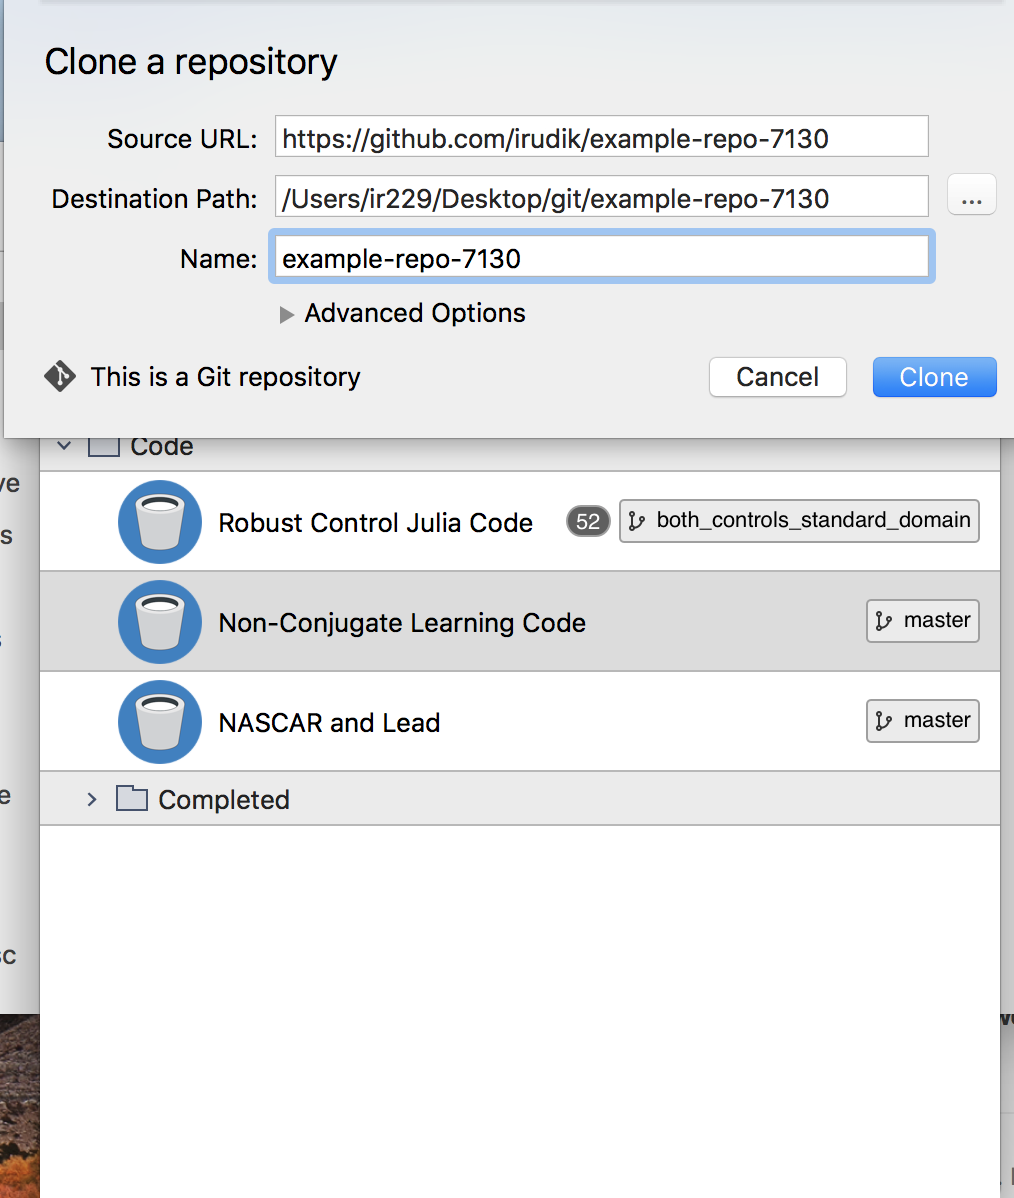 Clone a repository
Source URL: https://github.com/irudik/example-repo-7130
Destination Path: /Users/ir229/Desktop/git/example-repo-7130 ...
Name: example-repo-7130
Advanced Options
This is a Git repository Cancel Clone
Code
Robust Control Julia Code 52 both_controls_standard_domain
Non-Conjugate Learning Code master
NASCAR and Lead master
Completed